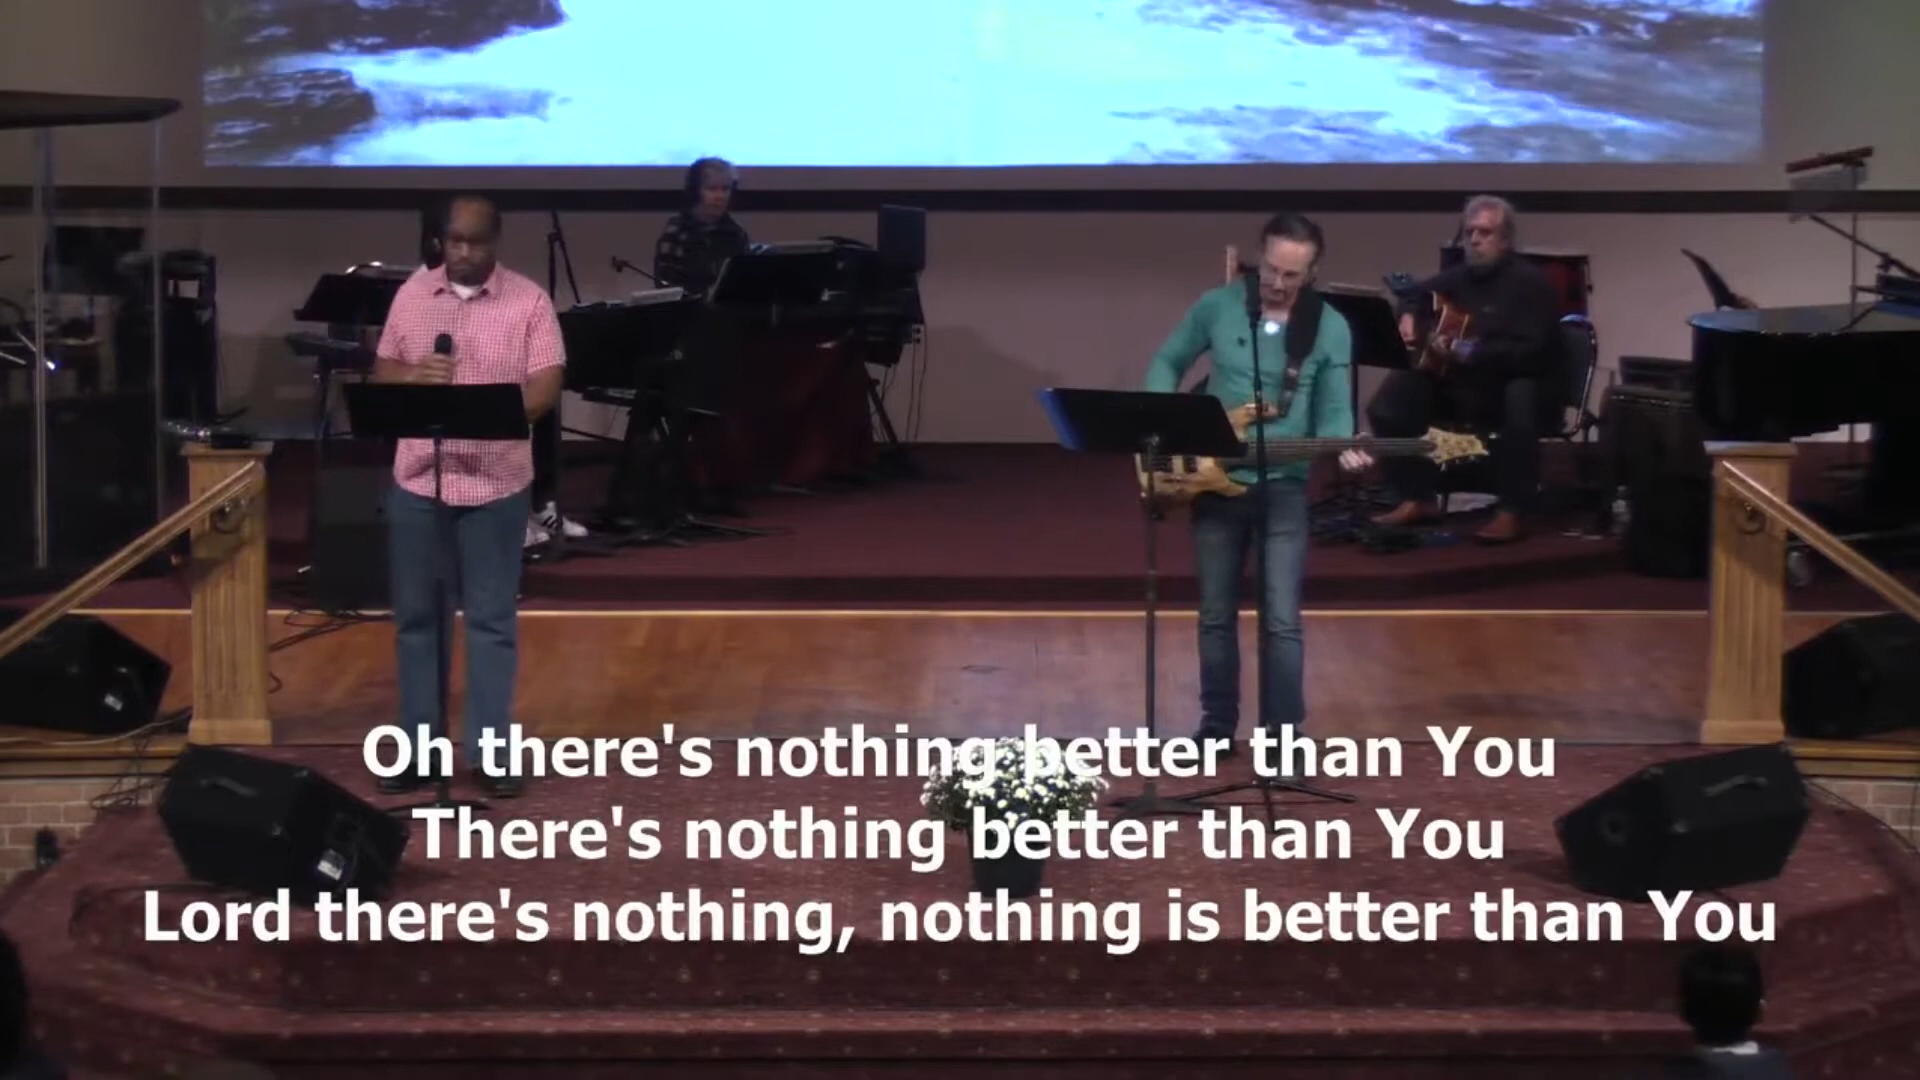 Oh there's nothing better than You
There's nothing better than You
Lord there's nothing, nothing is better than You